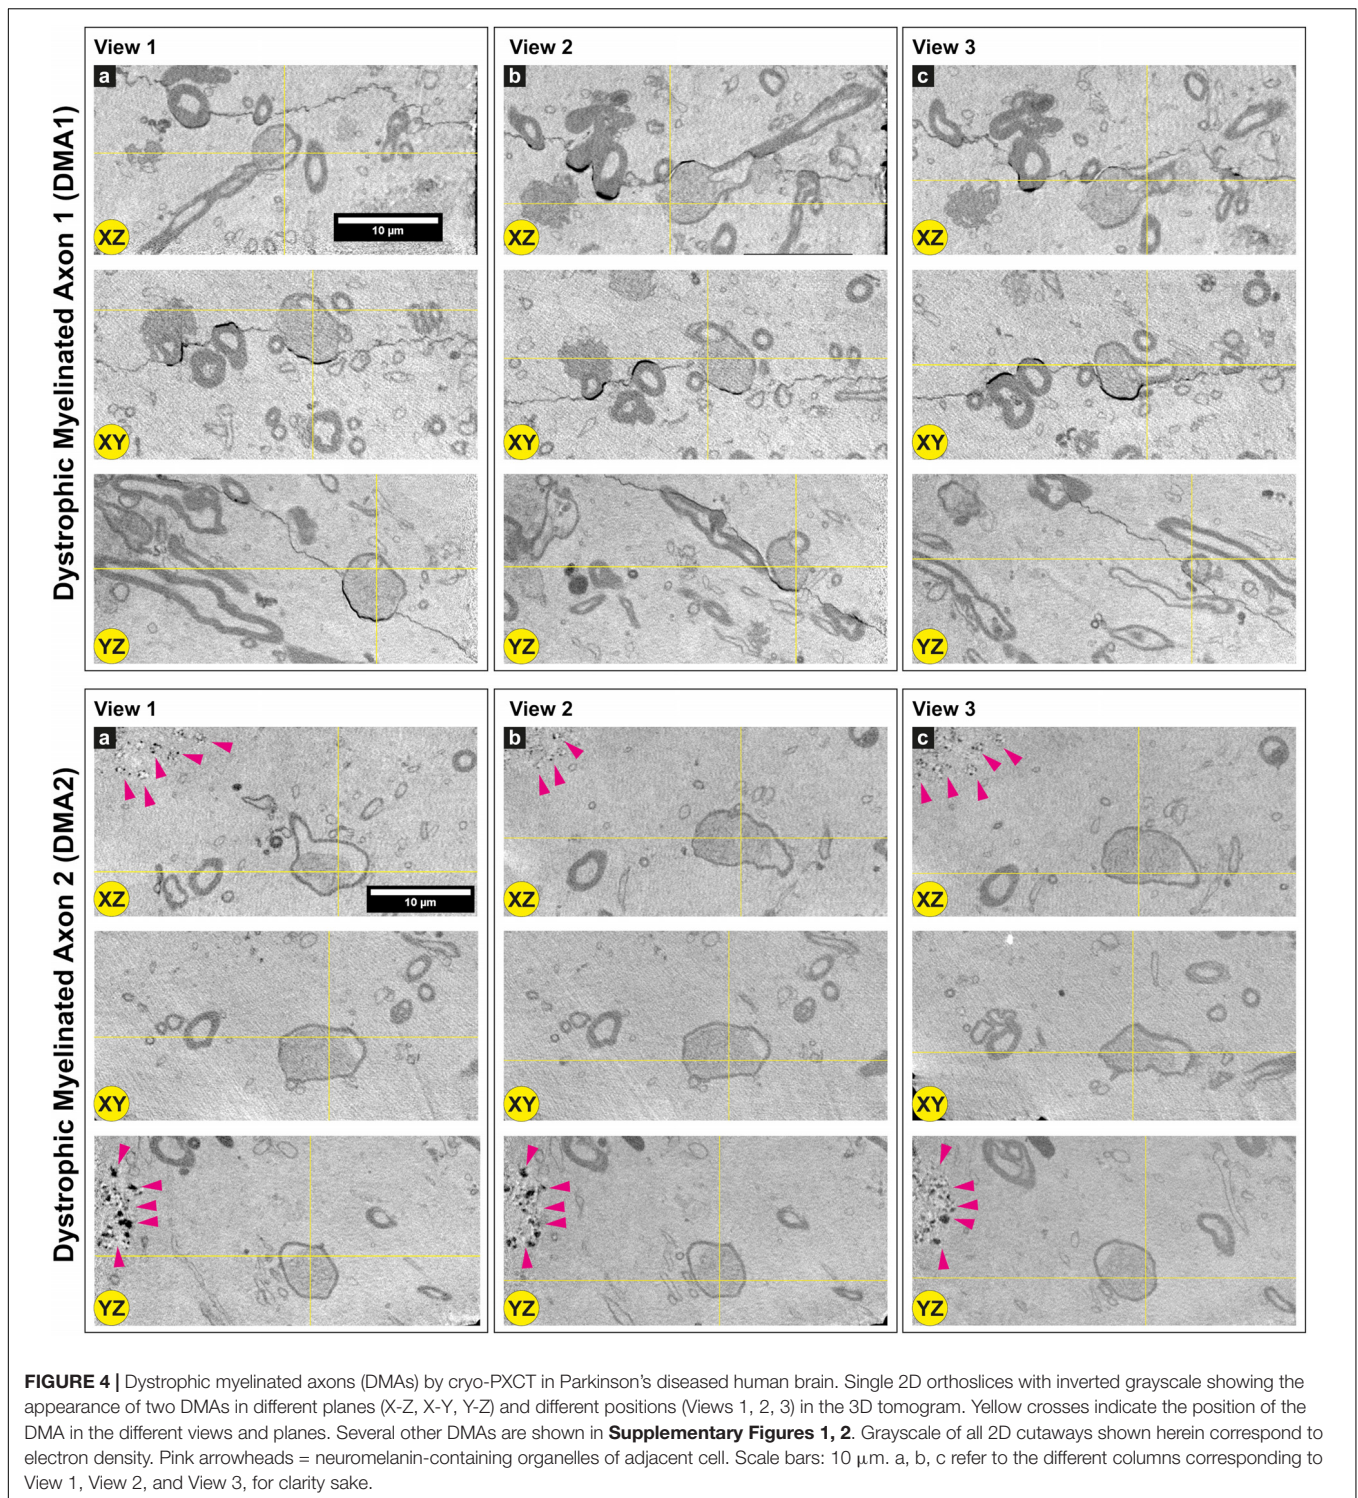 Dystrophic Myelinated Axon 1 (DMA1)
View 1
a
XZ
10 µm
XY
YZ
View 2
b
XZ
XY
YZ
View 3
c
XZ
XY
YZ
Dystrophic Myelinated Axon 2 (DMA2)
View 1
a
XZ
10 µm
XY
YZ
View 2
b
XZ
XY
YZ
View 3
c
XZ
XY
YZ
FIGURE 4 | Dystrophic myelinated axons (DMAs) by cryo-PXCT in Parkinson's diseased human brain. Single 2D orthoslices with inverted grayscale showing the
appearance of two DMAs in different planes (X-Z, X-Y, Y-Z) and different positions (Views 1, 2, 3) in the 3D tomogram. Yellow crosses indicate the position of the
DMA in the different views and planes. Several other DMAs are shown in Supplementary Figures 1, 2. Grayscale of all 2D cutaways shown herein correspond to
electron density. Pink arrowheads = neuromelanin-containing organelles of adjacent cell. Scale bars: 10 µm. a, b, c refer to the different columns corresponding to
View 1, View 2, and View 3, for clarity sake.